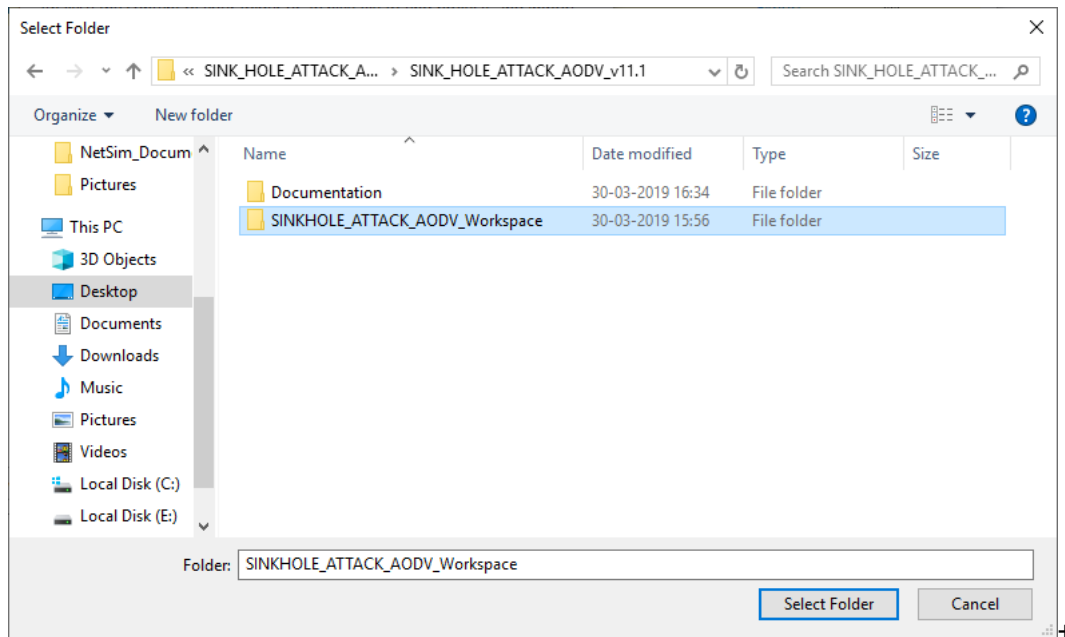 Select Folder
« SINK_HOLE_ATTACK_A... › SINK_HOLE_ATTACK_AODV_v11.1
Search SINK_HOLE_ATTACK_...
Organize New folder
Name Date modified Type Size
NetSim_Docum
Pictures
This PC
3D Objects
Desktop
Documents
Downloads
Music
Pictures
Videos
Local Disk (C:)
Local Disk (E:)
Documentation 30-03-2019 16:34 File folder
SINKHOLE_ATTACK_AODV_Workspace 30-03-2019 15:56 File folder
Folder: SINKHOLE_ATTACK_AODV_Workspace
Select Folder Cancel